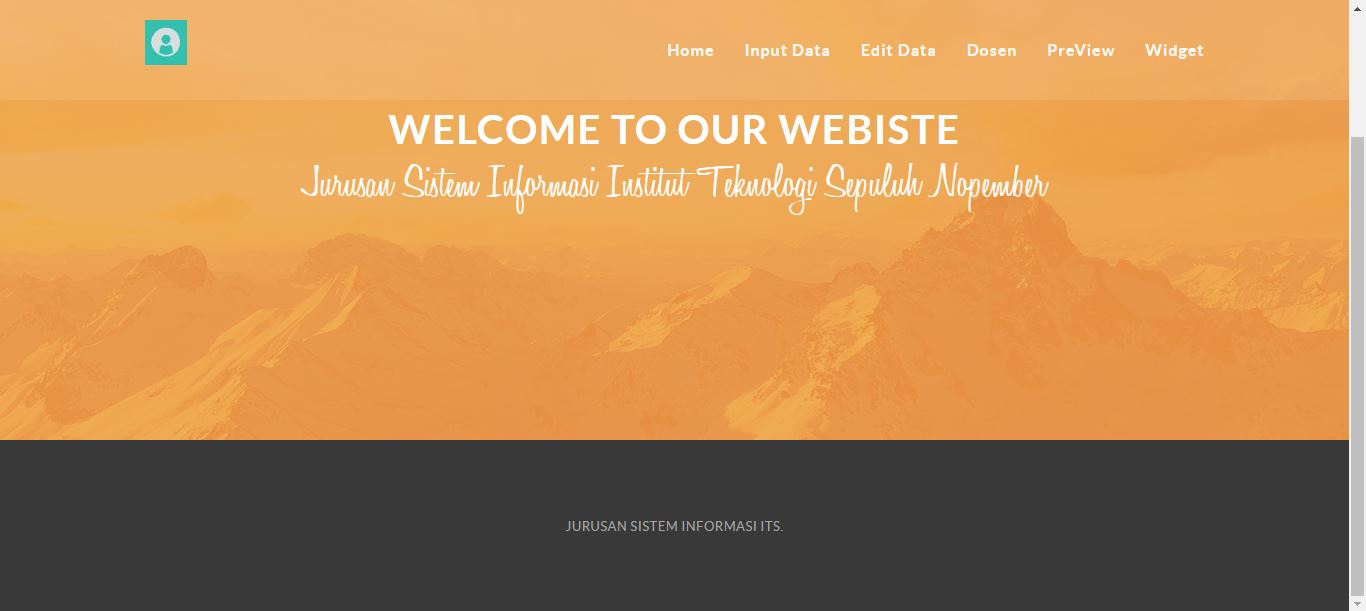 Home Input Data Edit Data Dosen PreView Widget
WELCOME TO OUR WEBISTE
Jurusan Sistem Informasi Institut Teknologi Sepuluh Nopember
JURUSAN SISTEM INFORMASI ITS.